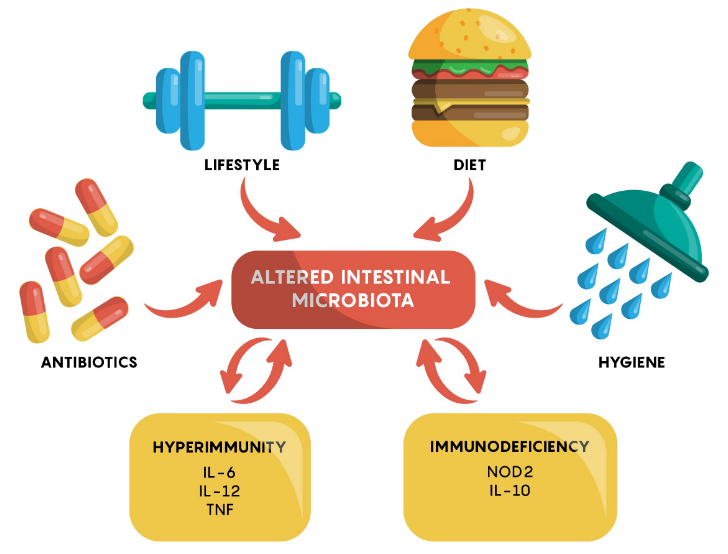 LIFESTYLE
DIET
ALTERED INTESTINAL
MICROBIOTA
ANTIBIOTICS
HYGIENE
HYPERIMMUNITY
IL-6
IL-12
TNF
IMMUNODEFICIENCY
NOD2
IL-10